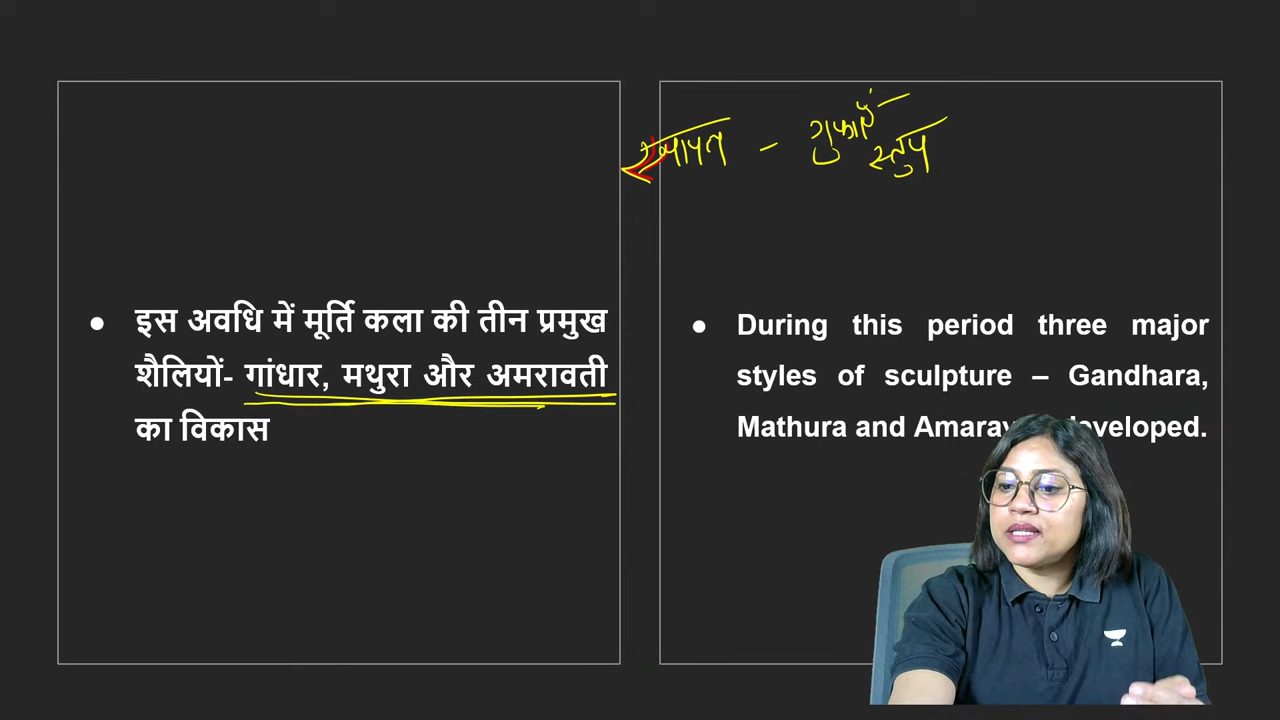 स्थापत्य - गुफाएं
स्तुप
इस अवधि में मूर्ति कला की तीन प्रमुख
शैलियों- गांधार, मथुरा और अमरावती
का विकास
During this period three major
styles of sculpture – Gandhara,
Mathura and developed.